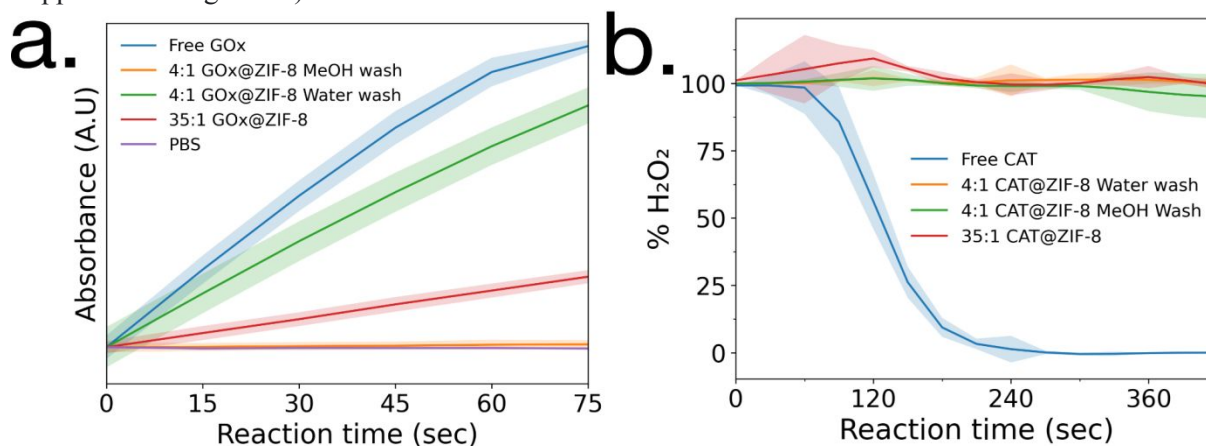 a.
Free GOx
4:1 GOx@ZIF-8 MeOH wash
4:1 GOx@ZIF-8 Water wash
35:1 GOx@ZIF-8
PBS
Absorbance (A.U)
0 15 30 45 60 75
Reaction time (sec)
b.
100
75
50
25
0
% H₂O₂
Free CAT
4:1 CAT@ZIF-8 Water wash
4:1 CAT@ZIF-8 MeOH Wash
35:1 CAT@ZIF-8
0 120 240 360
Reaction time (sec)